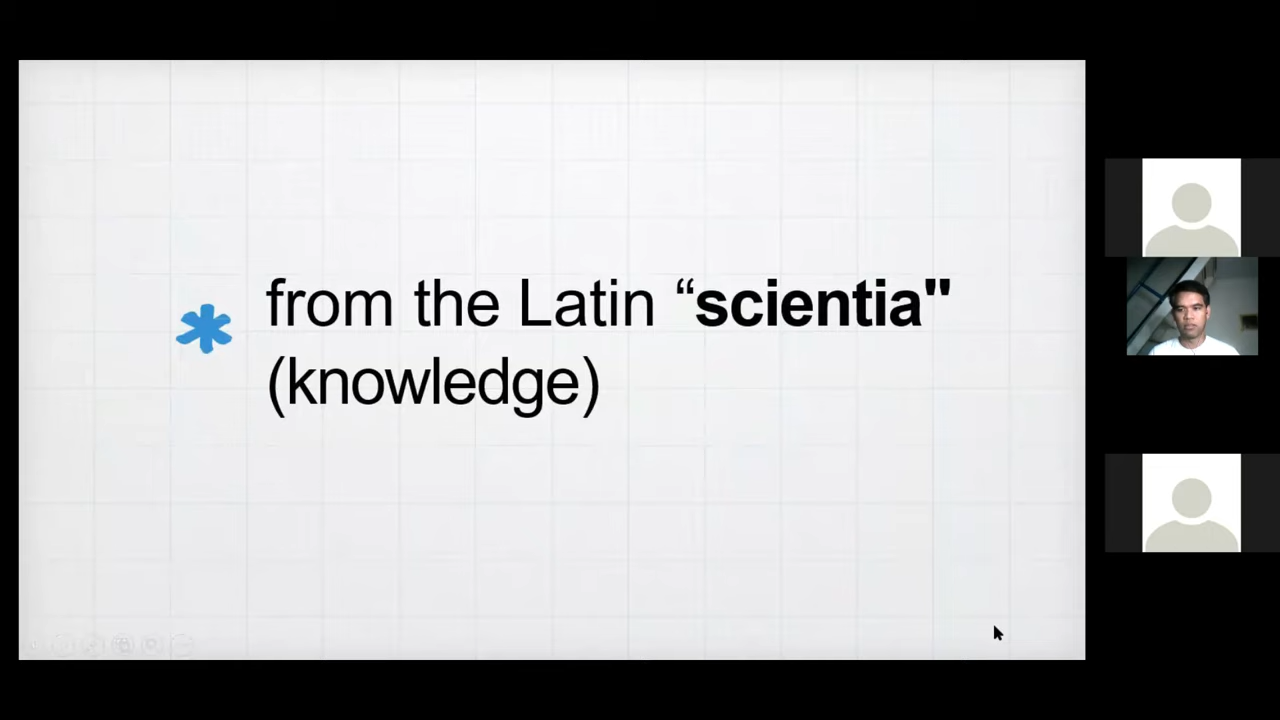 from the Latin “scientia"
(knowledge)